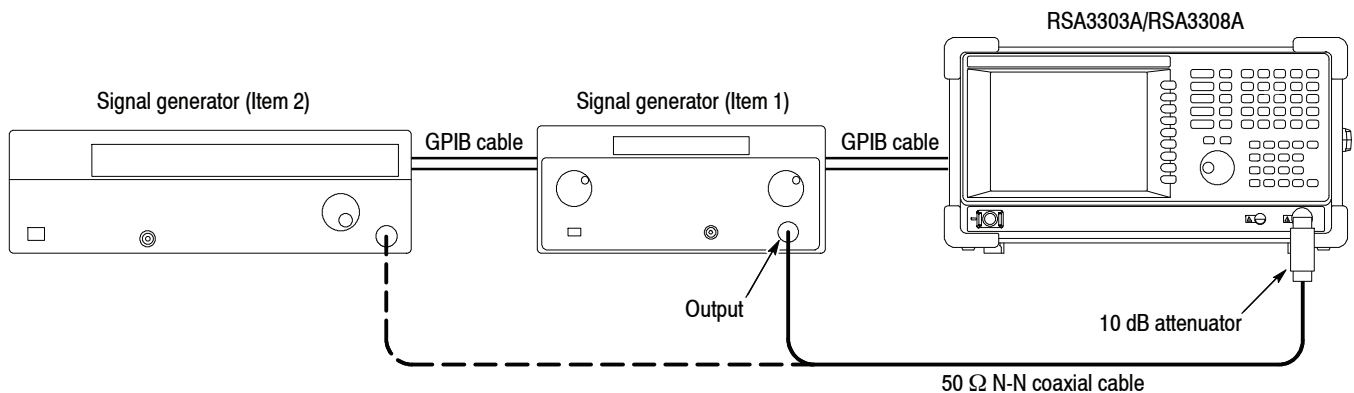 RSA3303A/RSA3308A
Signal generator (Item 2)
Signal generator (Item 1)
GPIB cable
GPIB cable
Output
10 dB attenuator
50 Ω N-N coaxial cable